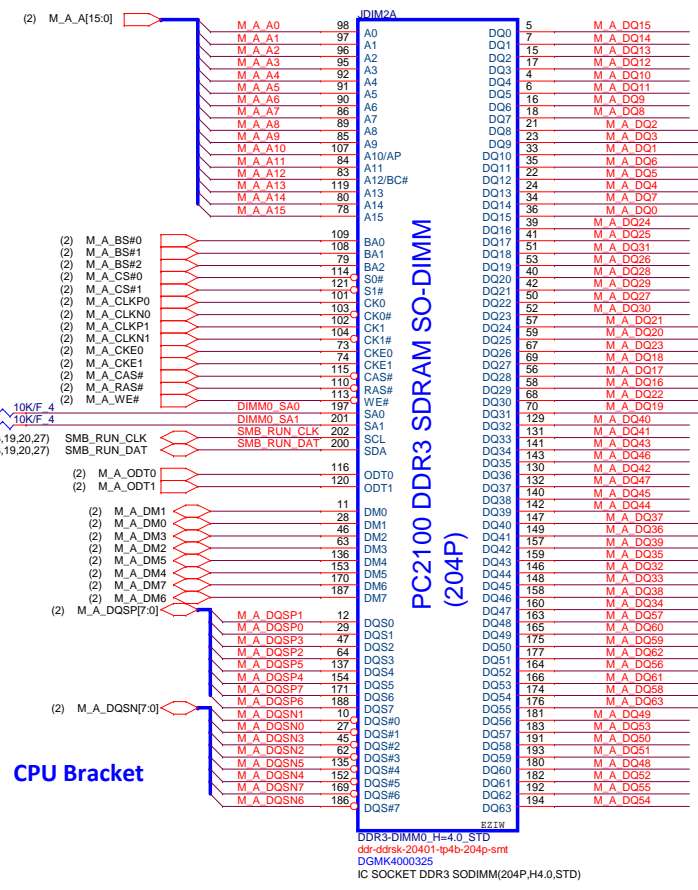 JDIM2A
(2) M_A_A[15:0]
M_A_A0 98 A0
M_A_A1 97 A1
M_A_A2 96 A2
M_A_A3 95 A3
M_A_A4 92 A4
M_A_A5 91 A5
M_A_A6 90 A6
M_A_A7 86 A7
M_A_A8 89 A8
M_A_A9 85 A9
M_A_A10 107 A10/AP
M_A_A11 84 A11
M_A_A12 83 A12/BC#
M_A_A13 119 A13
M_A_A14 80 A14
M_A_A15 78 A15
(2) M_A_BS#0 109 BA0
(2) M_A_BS#1 108 BA1
(2) M_A_BS#2 79 BA2
(2) M_A_CS#0 114 S0#
(2) M_A_CS#1 121 S1#
(2) M_A_CLKP0 101 CK0
(2) M_A_CLKN0 103 CK0#
(2) M_A_CLKP1 102 CK1
(2) M_A_CLKN1 104 CK1#
(2) M_A_CKE0 73 CKE0
(2) M_A_CKE1 74 CKE1
(2) M_A_CAS# 115 CAS#
(2) M_A_RAS# 110 RAS#
(2) M_A_WE# 113 WE#
10K/F_4 DIMM0_SA0 197 SA0
10K/F_4 DIMM0_SA1 201 SA1
,19,20,27) SMB_RUN_CLK SMB_RUN_CLK 202 SCL
,19,20,27) SMB_RUN_DAT SMB_RUN_DAT 200 SDA
(2) M_A_ODT0 116 ODT0
(2) M_A_ODT1 120 ODT1
(2) M_A_DM1 11 DM0
(2) M_A_DM0 28 DM1
(2) M_A_DM3 46 DM2
(2) M_A_DM2 63 DM3
(2) M_A_DM5 136 DM4
(2) M_A_DM4 153 DM5
(2) M_A_DM7 170 DM6
(2) M_A_DM6 187 DM7
(2) M_A_DQSP[7:0]
M_A_DQSP1 12 DQS0
M_A_DQSP0 29 DQS1
M_A_DQSP3 47 DQS2
M_A_DQSP2 64 DQS3
M_A_DQSP5 137 DQS4
M_A_DQSP4 154 DQS5
M_A_DQSP7 171 DQS6
M_A_DQSP6 188 DQS7
(2) M_A_DQSN[7:0]
M_A_DQSN1 10 DQS#0
M_A_DQSN0 27 DQS#1
M_A_DQSN3 45 DQS#2
M_A_DQSN2 62 DQS#3
M_A_DQSN5 135 DQS#4
M_A_DQSN4 152 DQS#5
M_A_DQSN7 169 DQS#6
M_A_DQSN6 186 DQS#7
CPU Bracket
PC2100 DDR3 SDRAM SO-DIMM
(204P)
DQ0 5 M_A_DQ15
DQ1 7 M_A_DQ14
DQ2 15 M_A_DQ13
DQ3 17 M_A_DQ12
DQ4 4 M_A_DQ10
DQ5 6 M_A_DQ11
DQ6 16 M_A_DQ9
DQ7 18 M_A_DQ8
DQ8 21 M_A_DQ2
DQ9 23 M_A_DQ3
DQ10 33 M_A_DQ1
DQ11 35 M_A_DQ6
DQ12 22 M_A_DQ5
DQ13 24 M_A_DQ4
DQ14 34 M_A_DQ7
DQ15 36 M_A_DQ0
DQ16 39 M_A_DQ24
DQ17 41 M_A_DQ25
DQ18 51 M_A_DQ31
DQ19 53 M_A_DQ26
DQ20 40 M_A_DQ28
DQ21 42 M_A_DQ29
DQ22 50 M_A_DQ27
DQ23 52 M_A_DQ30
DQ24 57 M_A_DQ21
DQ25 59 M_A_DQ20
DQ26 67 M_A_DQ23
DQ27 69 M_A_DQ18
DQ28 56 M_A_DQ17
DQ29 58 M_A_DQ16
DQ30 68 M_A_DQ22
DQ31 70 M_A_DQ19
DQ32 129 M_A_DQ40
DQ33 131 M_A_DQ41
DQ34 141 M_A_DQ43
DQ35 143 M_A_DQ46
DQ36 130 M_A_DQ42
DQ37 132 M_A_DQ47
DQ38 140 M_A_DQ45
DQ39 142 M_A_DQ44
DQ40 147 M_A_DQ37
DQ41 149 M_A_DQ36
DQ42 157 M_A_DQ39
DQ43 159 M_A_DQ35
DQ44 146 M_A_DQ32
DQ45 148 M_A_DQ33
DQ46 158 M_A_DQ38
DQ47 160 M_A_DQ34
DQ48 163 M_A_DQ57
DQ49 165 M_A_DQ60
DQ50 175 M_A_DQ59
DQ51 177 M_A_DQ62
DQ52 164 M_A_DQ56
DQ53 166 M_A_DQ61
DQ54 174 M_A_DQ58
DQ55 176 M_A_DQ63
DQ56 181 M_A_DQ49
DQ57 183 M_A_DQ53
DQ58 191 M_A_DQ50
DQ59 193 M_A_DQ51
DQ60 180 M_A_DQ48
DQ61 182 M_A_DQ52
DQ62 192 M_A_DQ55
DQ63 194 M_A_DQ54
EZIW
DDR3-DIMM0_H=4.0_STD
ddr-ddrsk-20401-tp4b-204p-smt
DGMK4000325
IC SOCKET DDR3 SODIMM(204P,H4.0,STD)